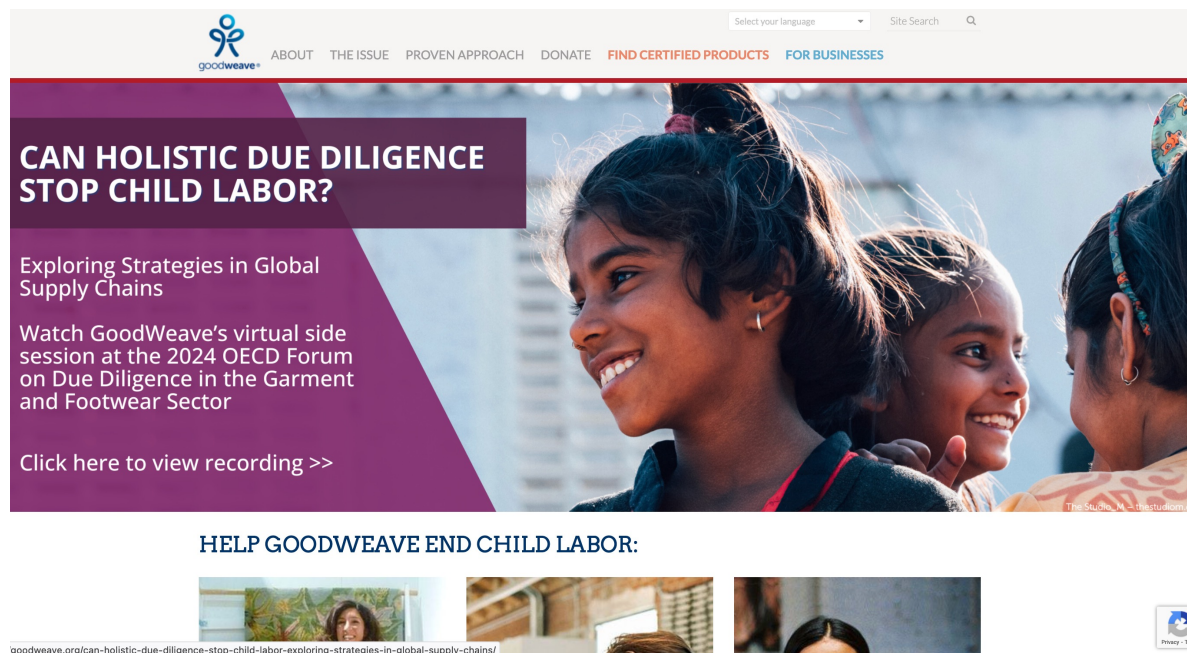 Select your language
Site Search
goodweave
ABOUT THE ISSUE PROVEN APPROACH DONATE FIND CERTIFIED PRODUCTS FOR BUSINESSES
CAN HOLISTIC DUE DILIGENCE
STOP CHILD LABOR?
Exploring Strategies in Global
Supply Chains
Watch GoodWeave’s virtual side
session at the 2024 OECD Forum
on Due Diligence in the Garment
and Footwear Sector
Click here to view recording >>
The Studio_M – thestudiom
HELP GOODWEAVE END CHILD LABOR:
Privacy - T
goodweave.org/can-holistic-due-diligence-stop-child-labor-exploring-strategies-in-global-supply-chains/